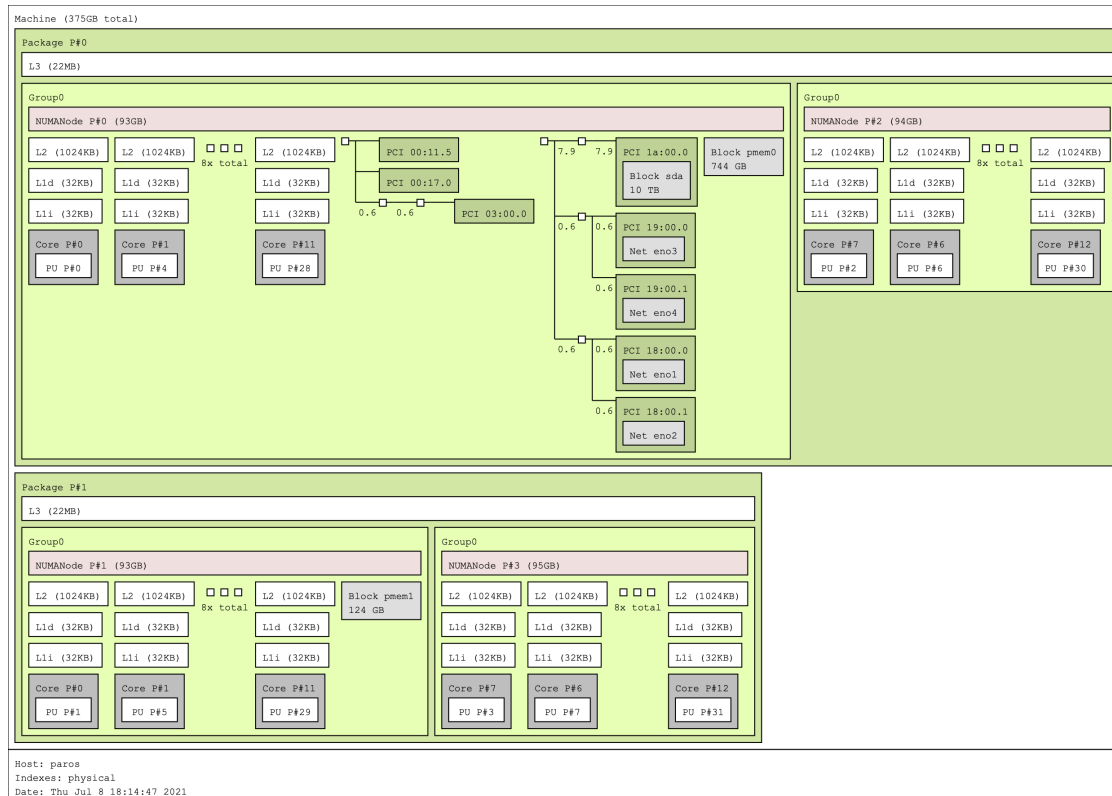 Machine (375GB total)
Package P#0
L3 (22MB)
Group0
NUMANode P#0 (93GB)
L2 (1024KB) L2 (1024KB) 8x total L2 (1024KB)
L1d (32KB) L1d (32KB) L1d (32KB)
L1i (32KB) L1i (32KB) L1i (32KB)
Core P#0 Core P#1 Core P#11
PU P#0 PU P#4 PU P#28
PCI 00:11.5
PCI 00:17.0
0.6 0.6 PCI 03:00.0
7.9 7.9 PCI 1a:00.0
Block sda
10 TB
0.6 0.6 PCI 19:00.0
Net eno3
0.6 PCI 19:00.1
Net eno4
0.6 0.6 PCI 18:00.0
Net eno1
0.6 PCI 18:00.1
Net eno2
Block pmem0
744 GB
Group0
NUMANode P#2 (94GB)
L2 (1024KB) L2 (1024KB) 8x total L2 (1024KB)
L1d (32KB) L1d (32KB) L1d (32KB)
L1i (32KB) L1i (32KB) L1i (32KB)
Core P#7 Core P#6 Core P#12
PU P#2 PU P#6 PU P#30
Package P#1
L3 (22MB)
Group0
NUMANode P#1 (93GB)
L2 (1024KB) L2 (1024KB) 8x total L2 (1024KB)
L1d (32KB) L1d (32KB) L1d (32KB)
L1i (32KB) L1i (32KB) L1i (32KB)
Core P#0 Core P#1 Core P#11
PU P#1 PU P#5 PU P#29
Block pmem1
124 GB
Group0
NUMANode P#3 (95GB)
L2 (1024KB) L2 (1024KB) 8x total L2 (1024KB)
L1d (32KB) L1d (32KB) L1d (32KB)
L1i (32KB) L1i (32KB) L1i (32KB)
Core P#7 Core P#6 Core P#12
PU P#3 PU P#7 PU P#31
Host: paros
Indexes: physical
Date: Thu Jul 8 18:14:47 2021